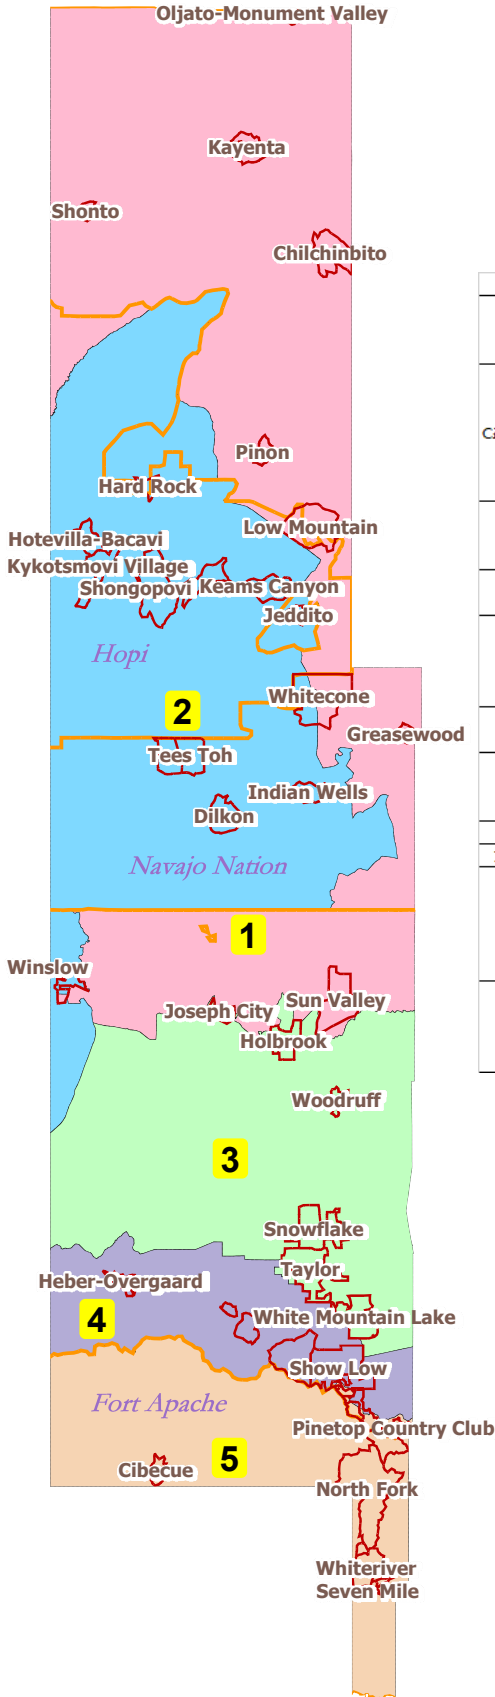 Oljato-Monument Valley
Kayenta
Shonto
Chilchinbito
Pinon
Hard Rock
Low Mountain
Hotevilla-Bacavi
Kykotsmovi Village
Shongopovi
Keams Canyon
Jeddito
Hopi
Whitecone
2
Greasewood
Tees Toh
Indian Wells
Dilkon
Navajo Nation
1
Winslow
Sun Valley
Joseph City
Holbrook
Woodruff
3
Snowflake
Taylor
Heber-Overgaard
4
White Mountain Lake
Show Low
Fort Apache
Pinetop Country Club
5
Cibecue
North Fork
Whiteriver
Seven Mile